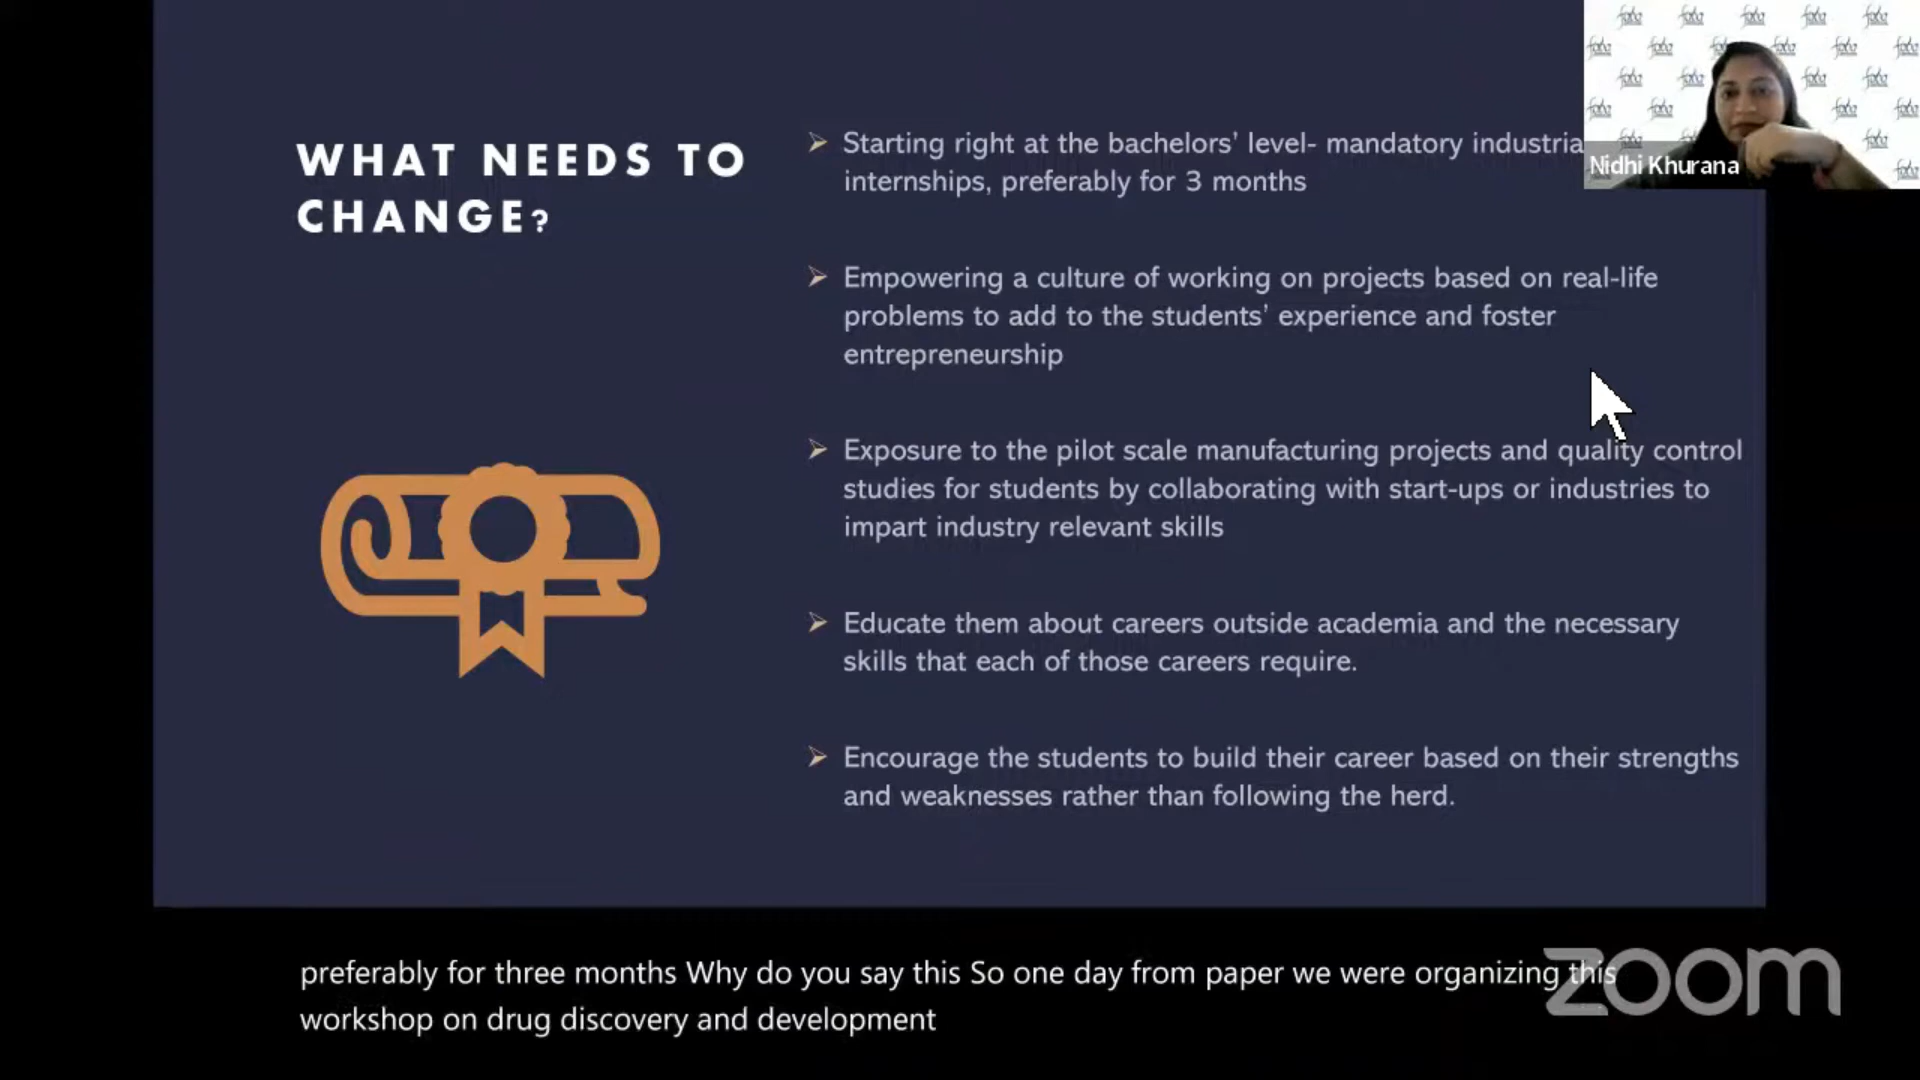 WHAT NEEDS TO
CHANGE?
Starting right at the bachelors’ level- mandatory industria
internships, preferably for 3 months
Empowering a culture of working on projects based on real-life
problems to add to the students’ experience and foster
entrepreneurship
Exposure to the pilot scale manufacturing projects and quality control
studies for students by collaborating with start-ups or industries to
impart industry relevant skills
Educate them about careers outside academia and the necessary
skills that each of those careers require.
Encourage the students to build their career based on their strengths
and weaknesses rather than following the herd.
Nidhi Khurana
preferably for three months Why do you say this So one day from paper we were organizing this
workshop on drug discovery and development
zoom